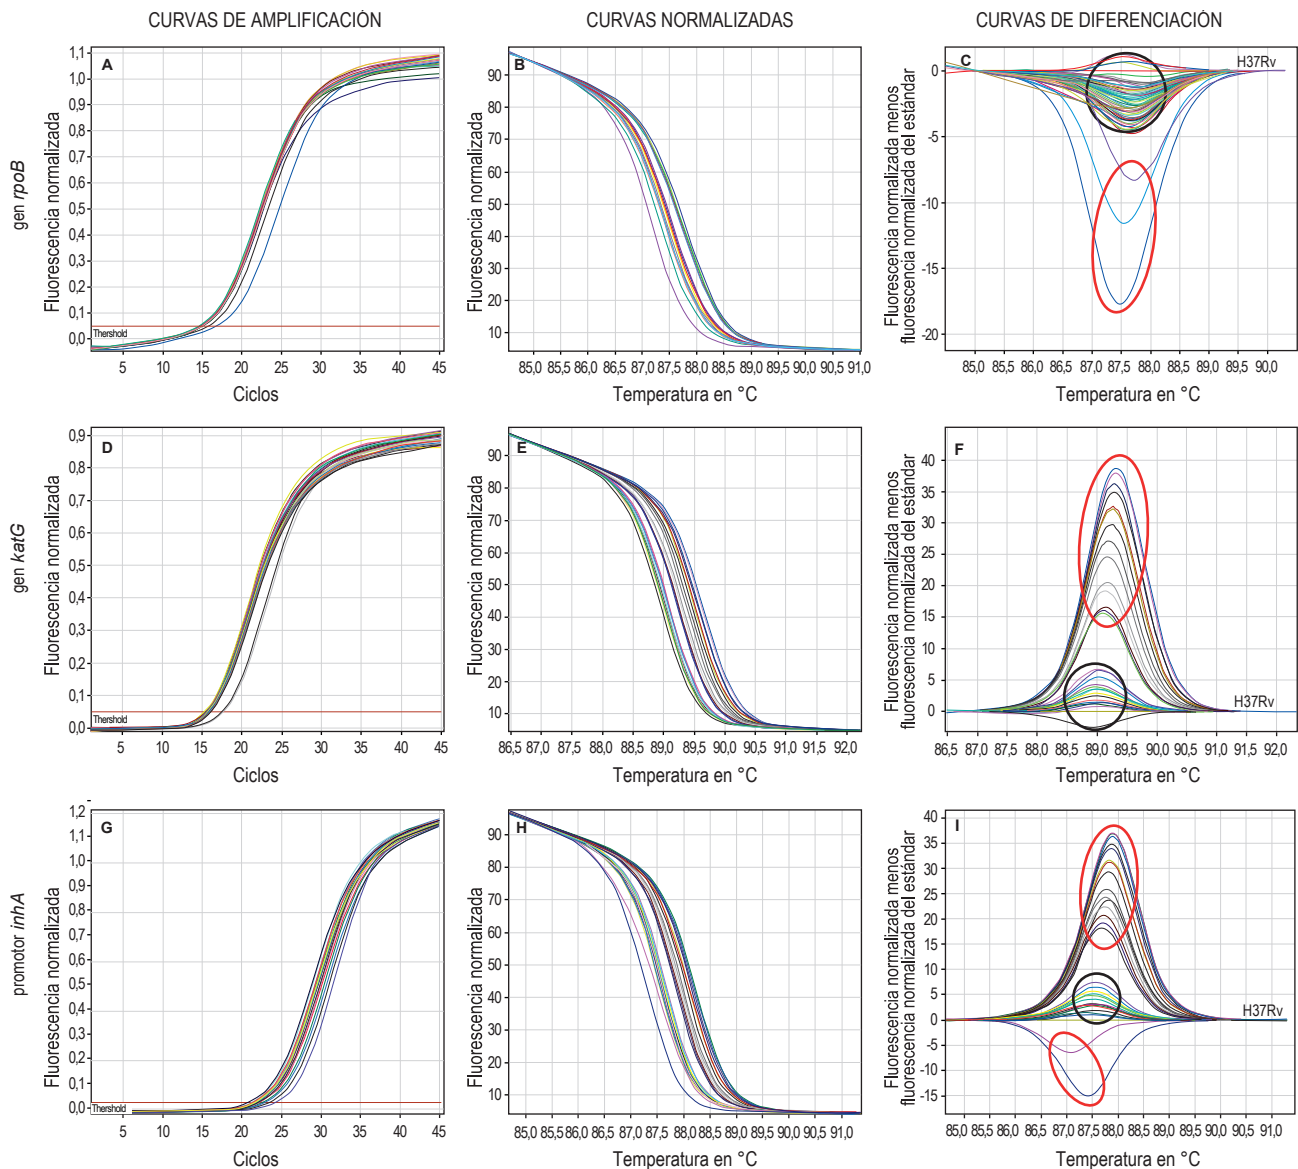 CURVAS DE AMPLIFICACIÓN
CURVAS NORMALIZADAS
CURVAS DE DIFERENCIACIÓN
gen rpoB
Fluorescencia normalizada
1,1
1,0
0,9
0,8
0,7
0,6
0,5
0,4
0,3
0,2
0,1
0,0
A
Thershold
5 10 15 20 25 30 35 40 45
Ciclos
Fluorescencia normalizada
90
80
70
60
50
40
30
20
10
B
85,0 85,5 86,0 86,5 87,0 87,5 88,0 88,5 89,0 89,5 90,0 90,5 91,0
Temperatura en °C
Fluorescencia normalizada menos
fluorescencia normalizada del estándar
0
-5
-10
-15
-20
C
H37Rv
85,0 86,5 87,0 87,5 88,0 88,5 89,0 89,5 90,0
Temperatura en °C
gen katG
Fluorescencia normalizada
0,9
0,8
0,7
0,6
0,5
0,4
0,3
0,2
0,1
0,0
D
Thershold
5 10 15 20 25 30 35 40 45
Ciclos
Fluorescencia normalizada
90
80
70
60
50
40
30
20
10
E
86,5 87,0 87,5 88,0 88,5 89,0 89,5 90,0 90,5 91,0 91,5 92,0
Temperatura en °C
Fluorescencia normalizada menos
fluorescencia normalizada del estándar
40
35
30
25
20
15
10
5
0
F
H37Rv
86,5 87,0 87,5 88,0 88,5 89,0 89,5 90,0 90,5 91,0 91,5 92,0
Temperatura en °C
promotor inhA
Fluorescencia normalizada
1,2
1,1
1,0
0,9
0,8
0,7
0,6
0,5
0,4
0,3
0,2
0,1
0,0
G
Thershold
5 10 15 20 25 30 35 40 45
Ciclos
Fluorescencia normalizada
90
80
70
60
50
40
30
20
10
H
85,0 85,5 86,0 86,5 87,0 87,5 88,0 88,5 89,0 89,5 90,0 90,5 91,0
Temperatura en °C
Fluorescencia normalizada menos
fluorescencia normalizada del estándar
40
35
30
25
20
15
10
5
0
-5
-10
-15
I
H37Rv
85,0 85,5 86,0 86,5 87,0 87,5 88,0 88,5 89,0 89,5 90,0 90,5 91,0
Temperatura en °C